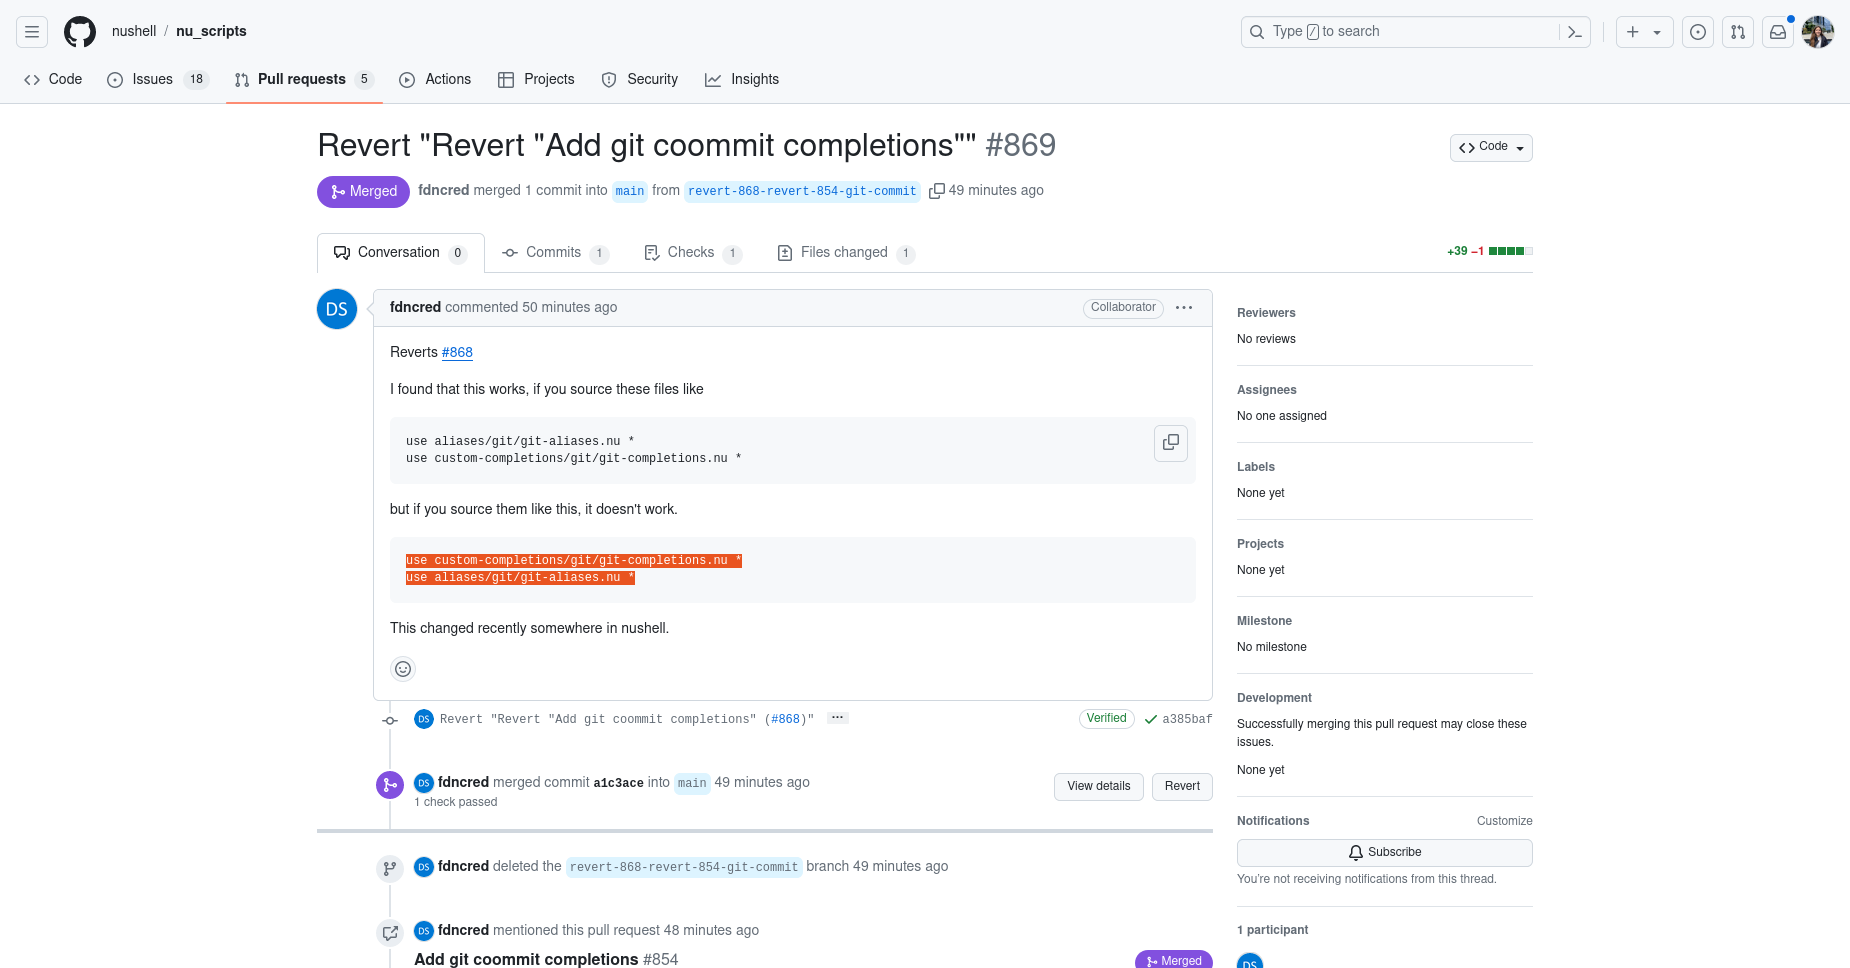 nushell / nu_scripts
Type / to search
Code
Issues 18
Pull requests 5
Actions
Projects
Security
Insights
Revert "Revert "Add git coommit completions"" #869
Code
Merged
fdncred merged 1 commit into main from revert-868-revert-854-git-commit 49 minutes ago
Conversation 0
Commits 1
Checks 1
Files changed 1
+39 −1
DS
fdncred commented 50 minutes ago
Collaborator
Reverts #868
I found that this works, if you source these files like
use aliases/git/git-aliases.nu *
use custom-completions/git/git-completions.nu *
but if you source them like this, it doesn't work.
use custom-completions/git/git-completions.nu *
use aliases/git/git-aliases.nu *
This changed recently somewhere in nushell.
DS Revert "Revert "Add git coommit completions" (#868)" ...
Verified
a385baf
DS fdncred merged commit a1c3ace into main 49 minutes ago
1 check passed
View details
Revert
DS fdncred deleted the revert-868-revert-854-git-commit branch 49 minutes ago
DS fdncred mentioned this pull request 48 minutes ago
Add git coommit completions #854
Merged
Reviewers
No reviews
Assignees
No one assigned
Labels
None yet
Projects
None yet
Milestone
No milestone
Development
Successfully merging this pull request may close these
issues.
None yet
Notifications
Customize
Subscribe
You're not receiving notifications from this thread.
1 participant
DS